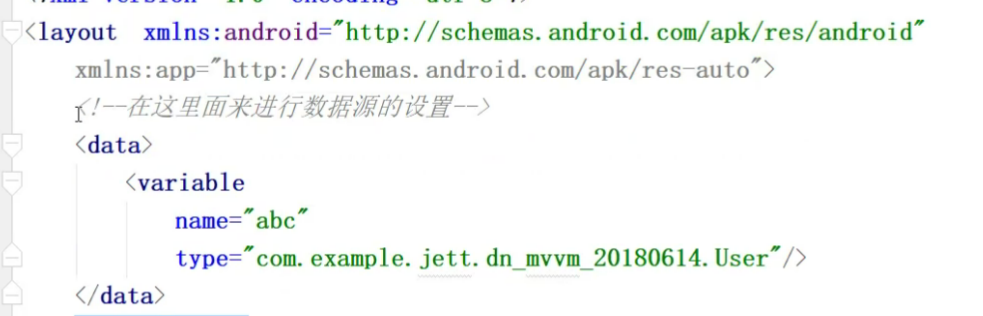 <layout  xmlns:android="http://schemas.android.com/apk/res/android"
xmlns:app="http://schemas.android.com/apk/res-auto">
<!--在这里面来进行数据源的设置-->
<data>
<variable
name="abc"
type="com.example.jett.dn_mvvm_20180614.User"/>
</data>